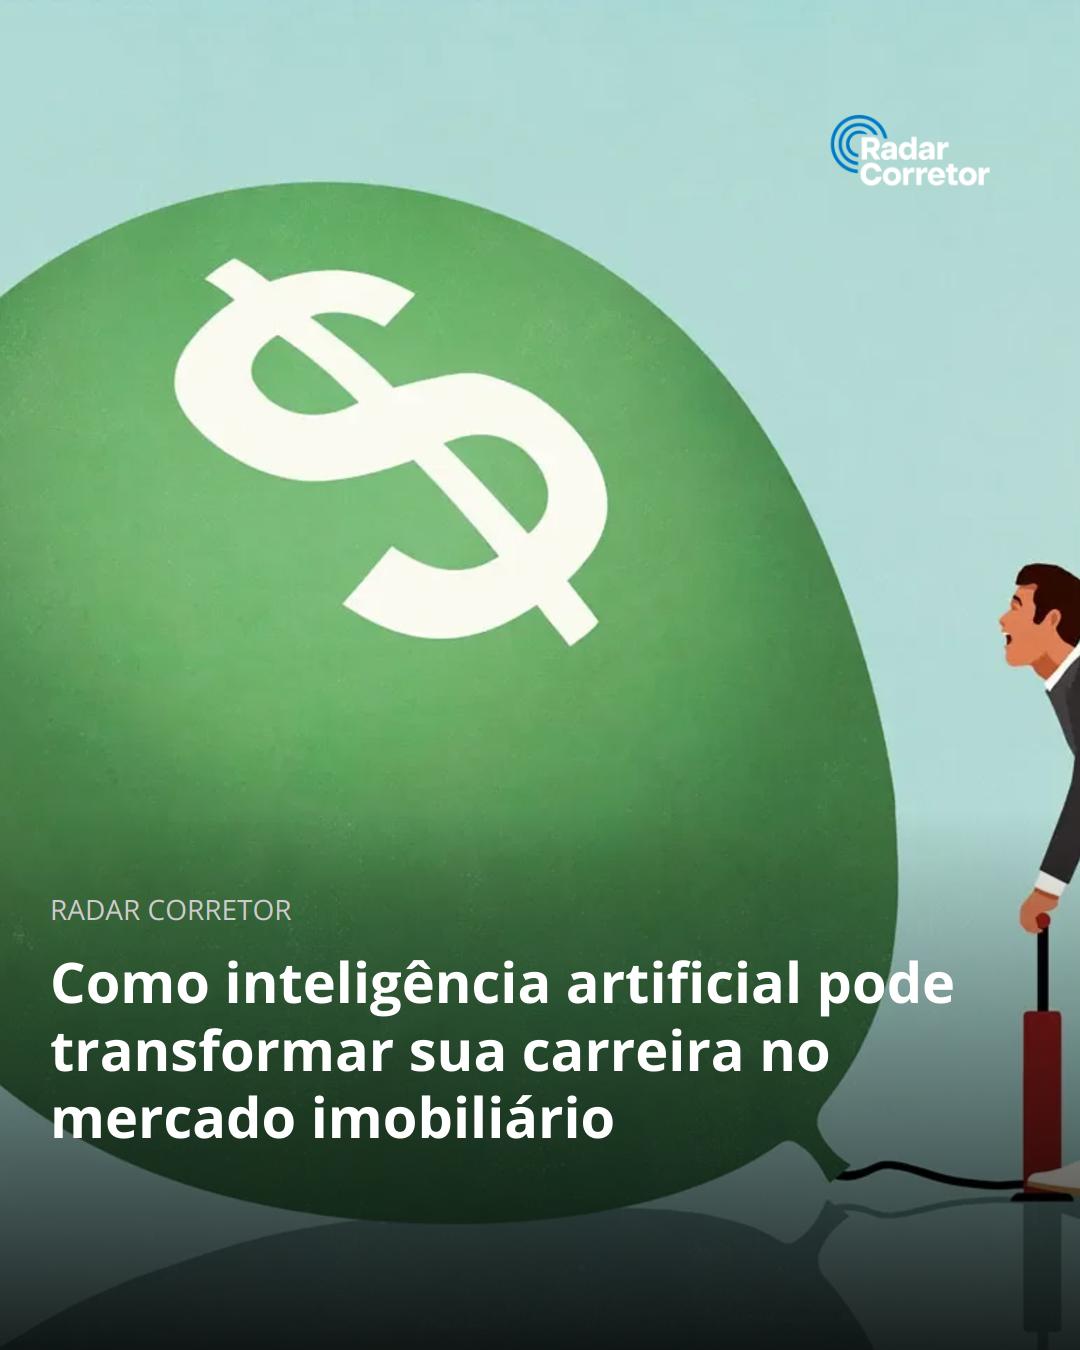 Radar
Corretor
$
RADAR CORRETOR
Como inteligência artificial pode
transformar sua carreira no
mercado imobiliário